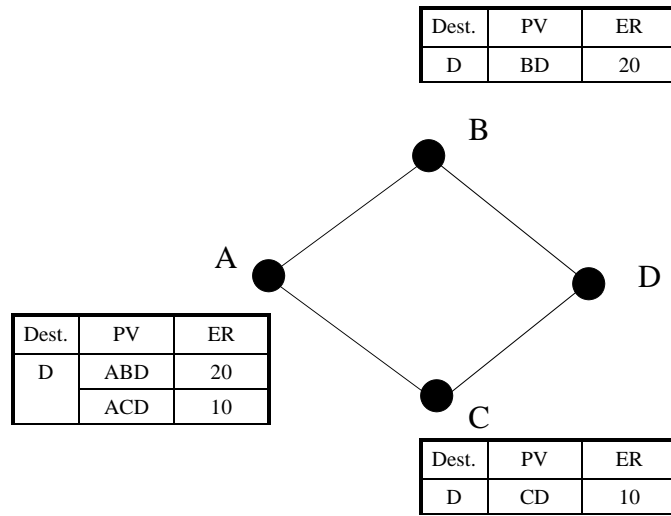 Dest. PV ER
D BD 20
B
A
D
Dest. PV ER
D ABD 20
ACD 10
C
Dest. PV ER
D CD 10